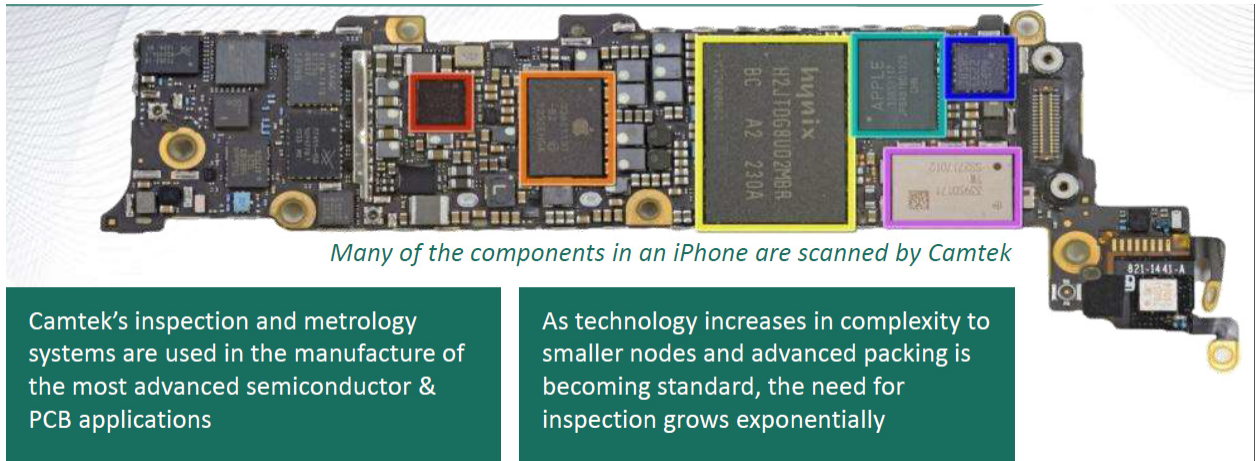 hynix
H2JTDG8UD2MBR
BC A2 230A
APPLE
33950171
821-1441-A
Many of the components in an iPhone are scanned by Camtek
Camtek’s inspection and metrology
systems are used in the manufacture of
the most advanced semiconductor &
PCB applications
As technology increases in complexity to
smaller nodes and advanced packing is
becoming standard, the need for
inspection grows exponentially